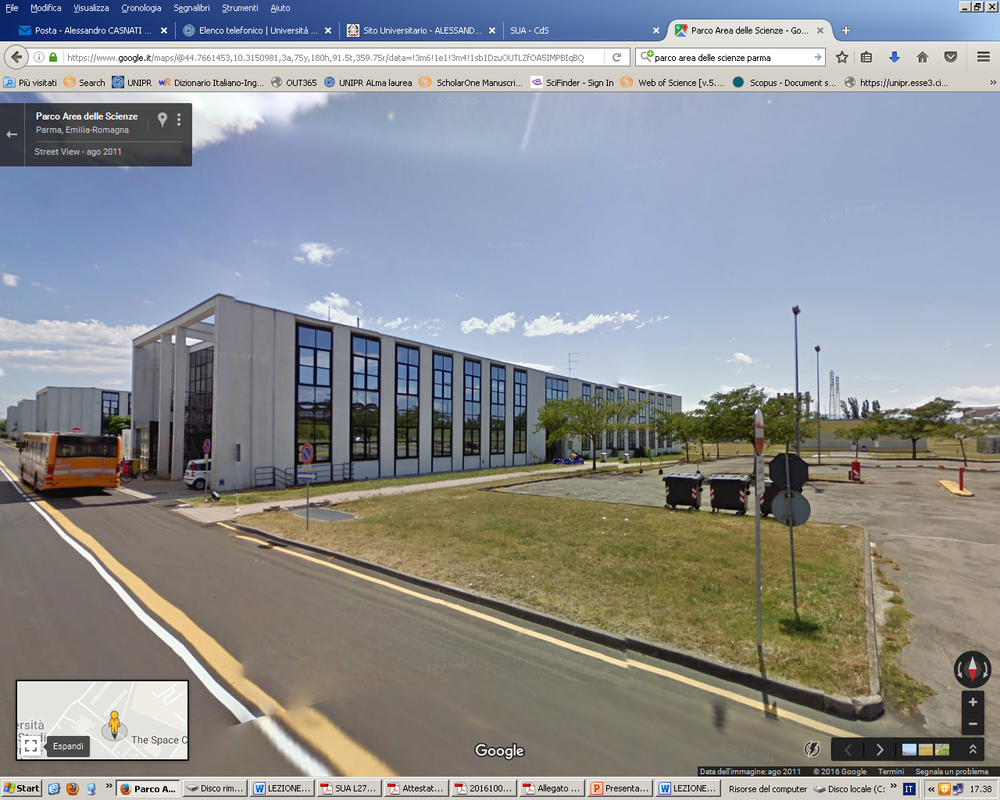 File Modifica Visualizza Cronologia Segnalibri Strumenti Aiuto
Posta - Alessandro CASNATI ... Elenco telefonico | Università ... Sito Universitario - ALESSAND... SUA - CdS Parco Area delle Scienze - Go...
https://www.google.it/maps/@44.7661453,10.3150981,3a,75y,180h,91.5t,359.75r/data=!3m6!1e1!3m4!1sb1DzuOUTLZfOA5IMPBIqBQ parco area delle scienze parma
Più visitati Search UNIPR Dizionario Italiano-Ing... OUT365 UNIPR ALma laurea ScholarOne Manuscri... SciFinder - Sign In Web of Science [v.5.... Scopus - Document s... https://unipr.esse3.ci... »
Parco Area delle Scienze
Parma, Emilia-Romagna
Street View - ago 2011
ersità
Studi
The Space C
Espandi
Google
Data dell'immagine: ago 2011 © 2016 Google Termini Segnala un problema
Start » Parco A... Disco rim... LEZIONE... SUA L27... Attestat... 2016100... Allegato ... Presenta... LEZIONE... Risorse del computer Disco locale (C: » IT « 17.38